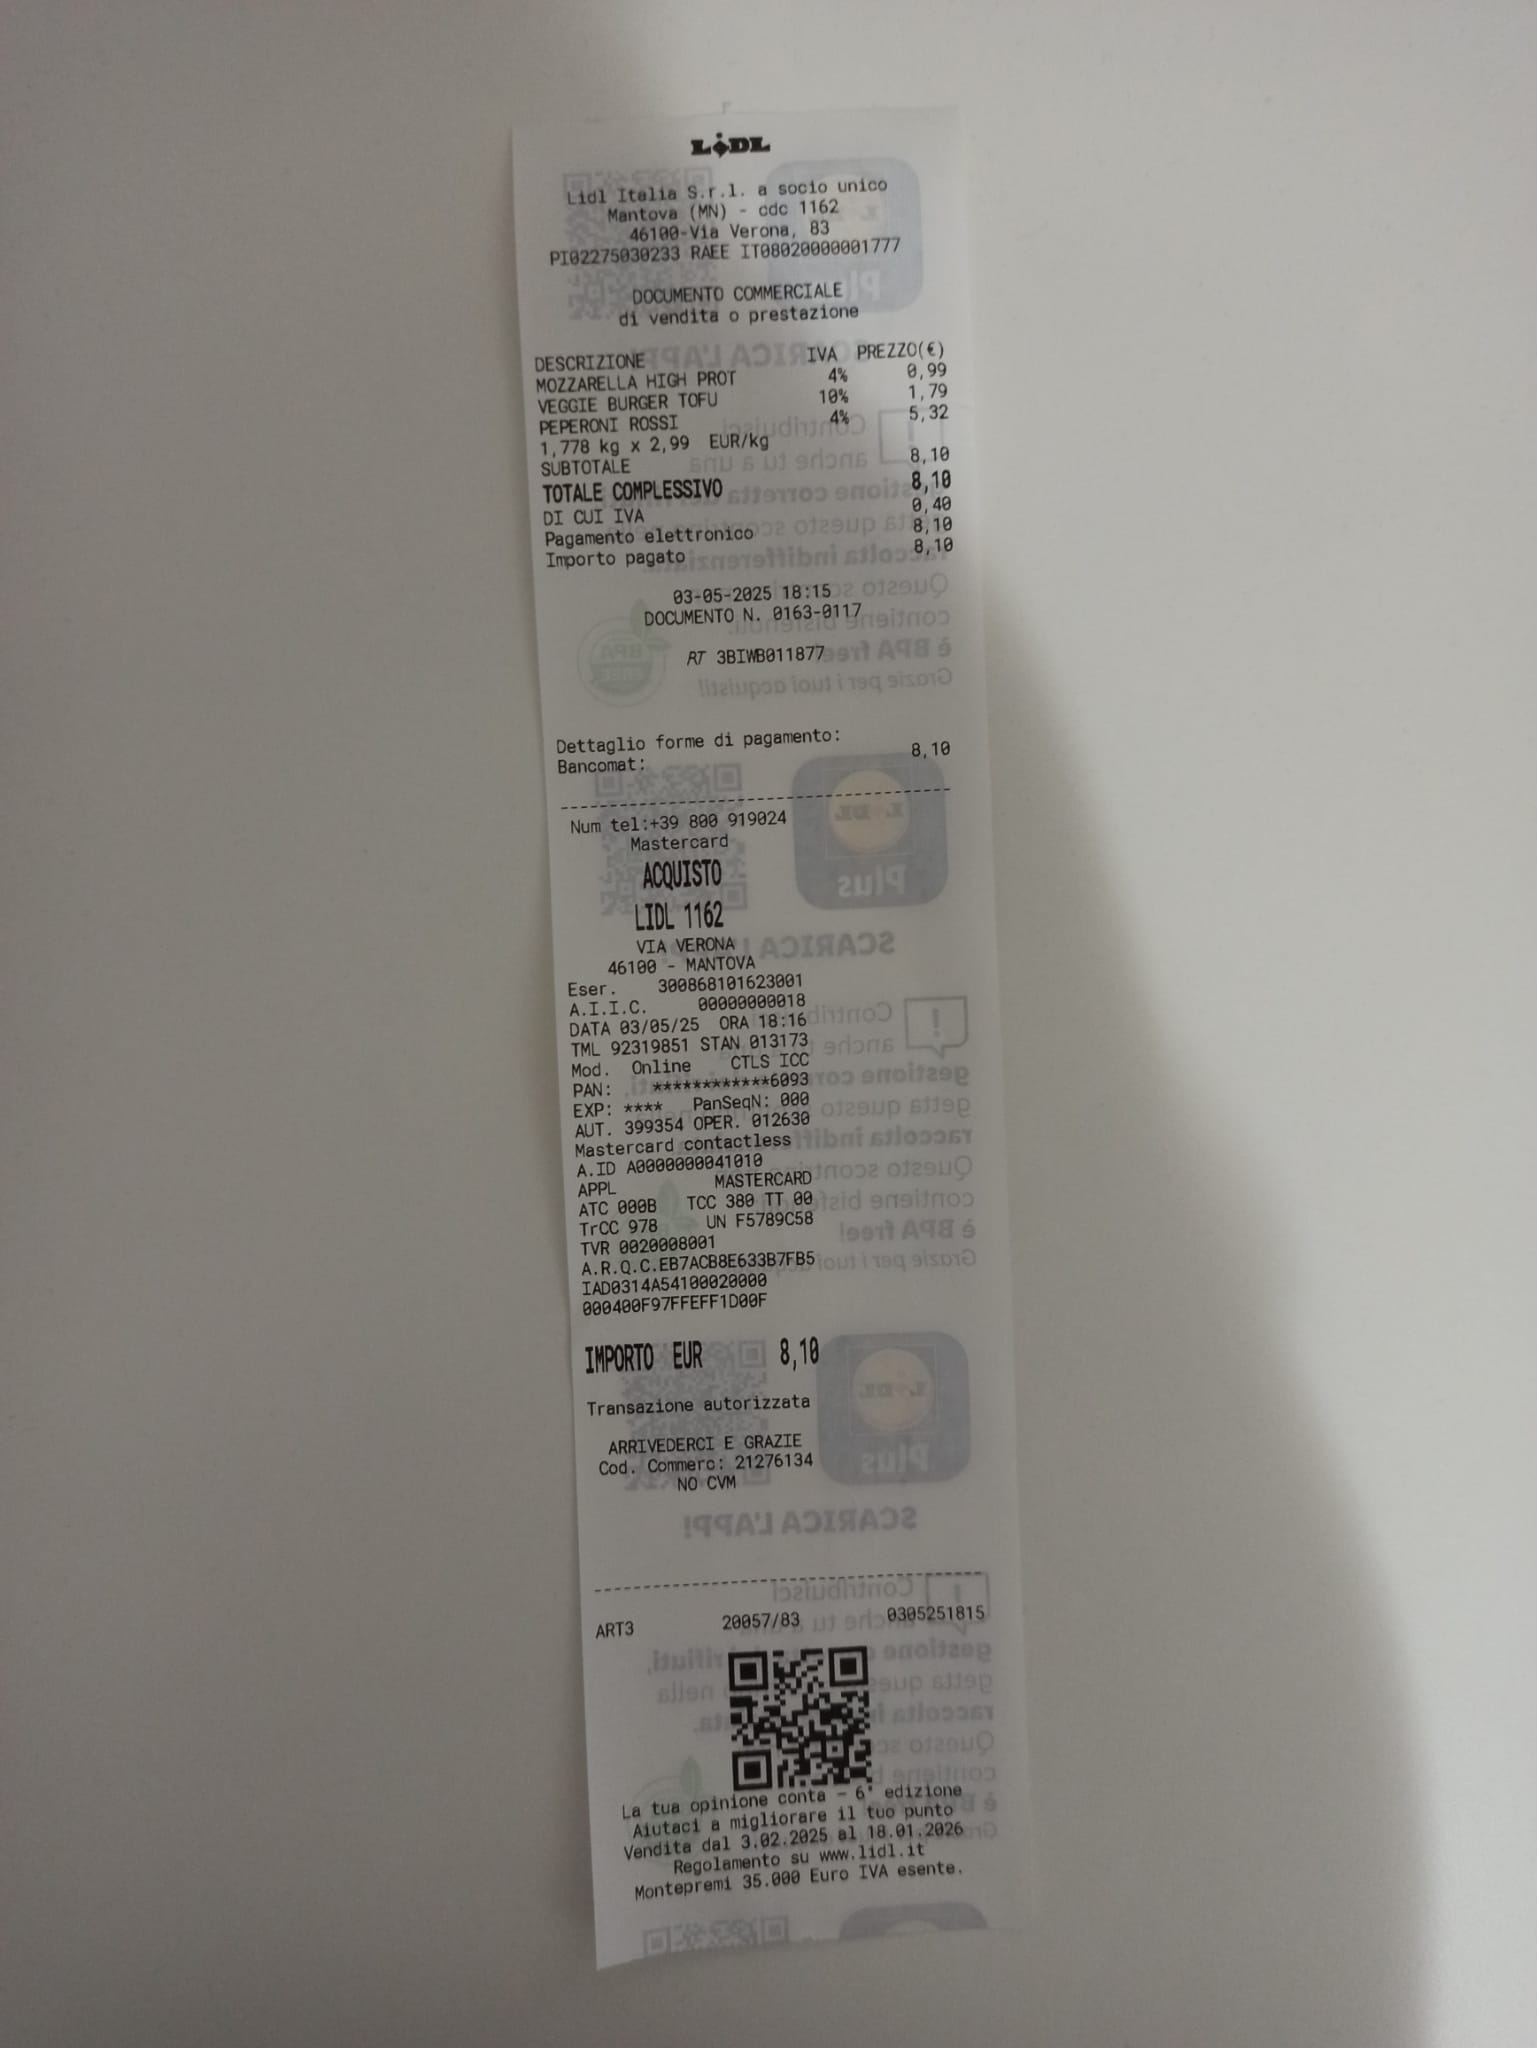 LIDL
Lidl Italia S.r.l. a socio unico
Mantova (MN) - cdc 1162
46100-Via Verona, 83
PI02275030233 RAEE IT08020000001777
DOCUMENTO COMMERCIALE
di vendita o prestazione
DESCRIZIONE IVA PREZZO(€)
MOZZARELLA HIGH PROT 4% 0,99
VEGGIE BURGER TOFU 10% 1,79
PEPERONI ROSSI 4% 5,32
1,778 kg x 2,99 EUR/kg
SUBTOTALE 8,10
TOTALE COMPLESSIVO 8,10
DI CUI IVA 0,40
Pagamento elettronico 8,10
Importo pagato 8,10
03-05-2025 18:15
DOCUMENTO N. 0163-0117
RT 3BIWB011877
Dettaglio forme di pagamento:
Bancomat: 8,10
Num tel:+39 800 919024
Mastercard
ACQUISTO
LIDL 1162
VIA VERONA
46100 - MANTOVA
Eser. 300868101623001
A.I.I.C. 00000000018
DATA 03/05/25 ORA 18:16
TML 92319851 STAN 013173
Mod. Online CTLS ICC
PAN: ************6093
EXP: **** PanSeqN: 000
AUT. 399354 OPER. 012630
Mastercard contactless
A.ID A0000000041010
APPL MASTERCARD
ATC 000B TCC 380 TT 00
TrCC 978 UN F5789C58
TVR 0020008001
A.R.Q.C.EB7ACB8E633B7FB5
IAD0314A54100020000
000400F97FFEFF1D00F
IMPORTO EUR 8,10
Transazione autorizzata
ARRIVEDERCI E GRAZIE
Cod. Commerc: 21276134
NO CVM
ART3 20057/83 0305251815
La tua opinione conta - 6° edizione
Aiutaci a migliorare il tuo punto
Vendita dal 3.02.2025 al 18.01.2026
Regolamento su www.lidl.it
Montepremi 35.000 Euro IVA esente.